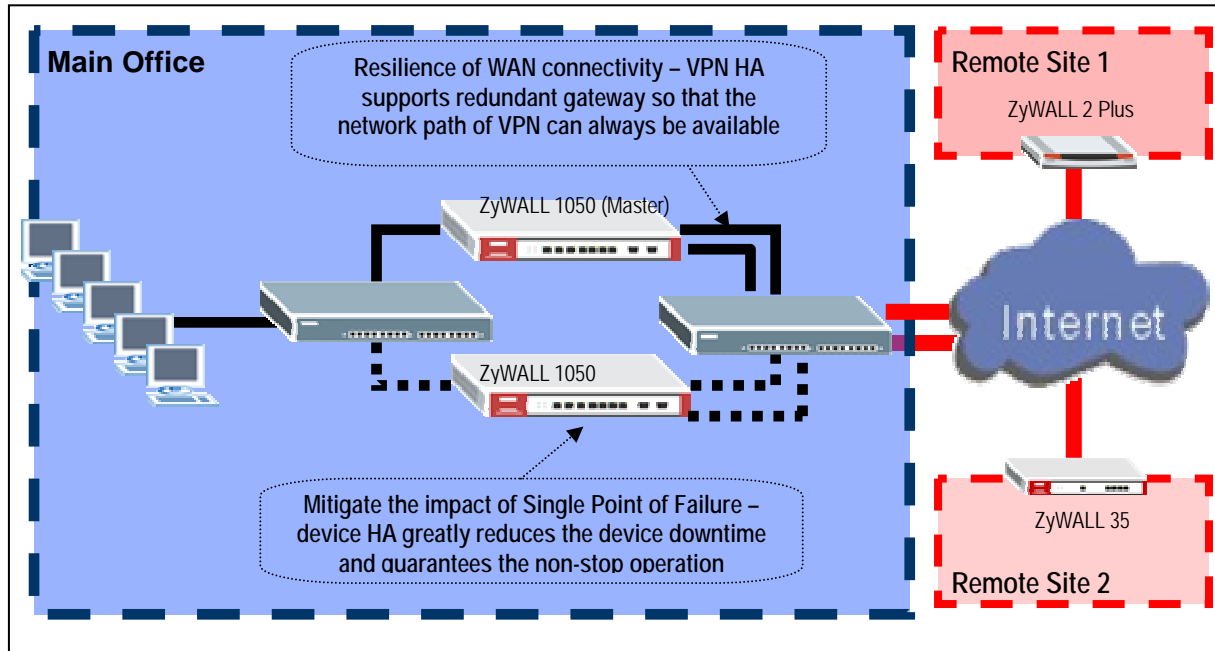 Main Office
Resilience of WAN connectivity – VPN HA
supports redundant gateway so that the
network path of VPN can always be available
Remote Site 1
ZyWALL 2 Plus
ZyWALL 1050 (Master)
Internet
ZyWALL 1050
Mitigate the impact of Single Point of Failure –
device HA greatly reduces the device downtime
and guarantees the non-stop operation
ZyWALL 35
Remote Site 2